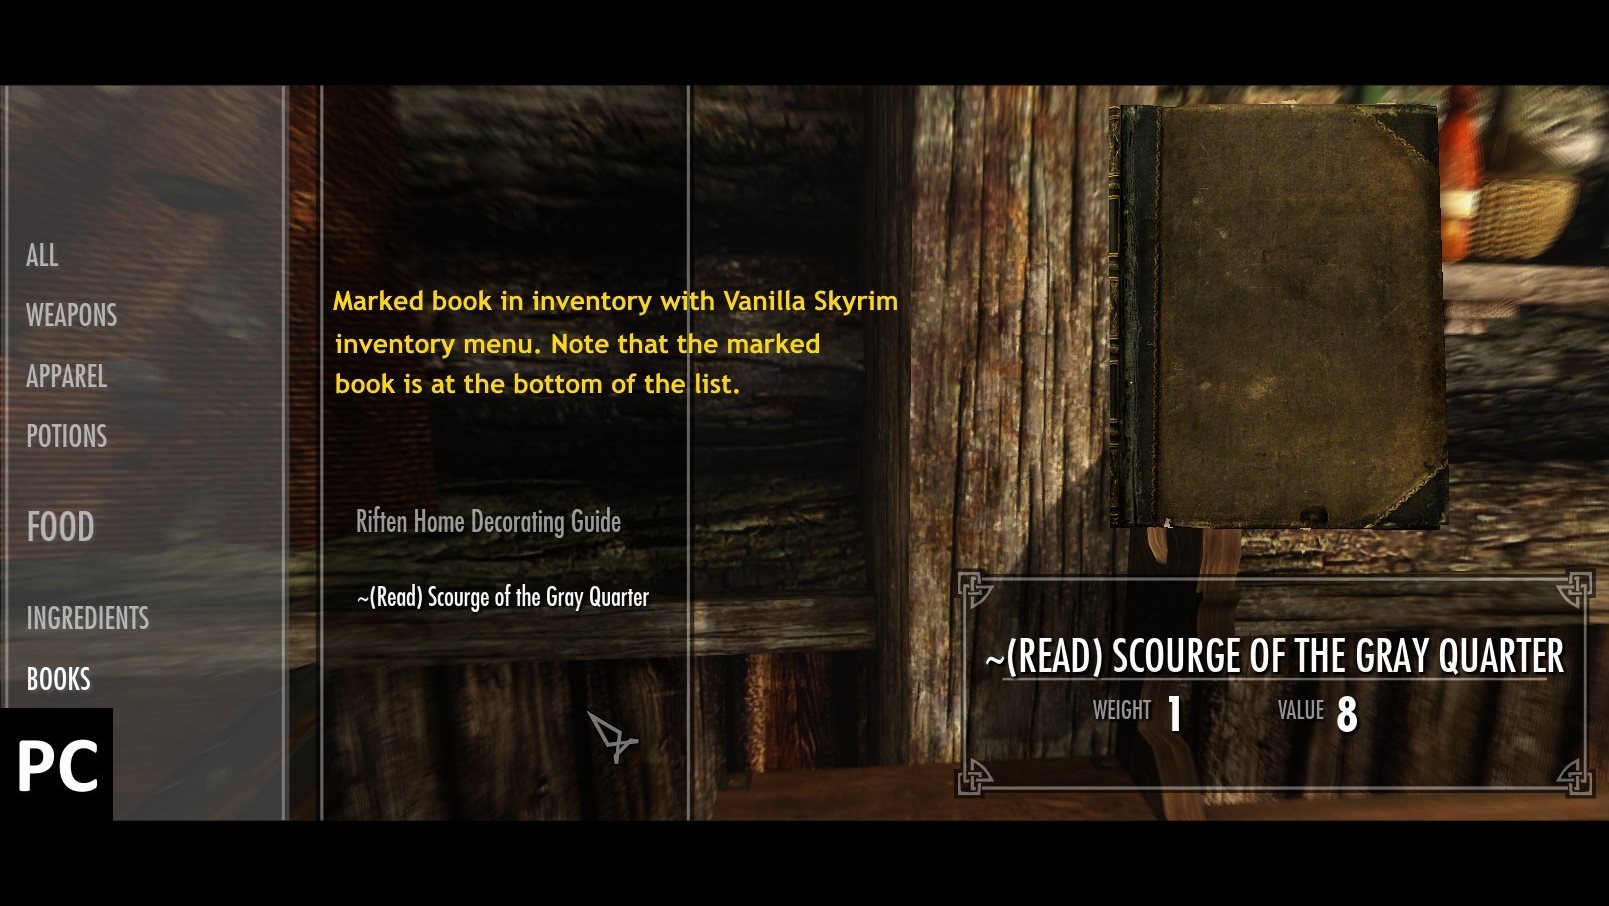 ALL
WEAPONS
APPAREL
POTIONS
FOOD
INGREDIENTS
BOOKS
PC
Marked book in inventory with Vanilla Skyrim
inventory menu. Note that the marked
book is at the bottom of the list.
Riften Home Decorating Guide
~(Read) Scourge of the Gray Quarter
~(READ) SCOURGE OF THE GRAY QUARTER
WEIGHT 1 VALUE 8